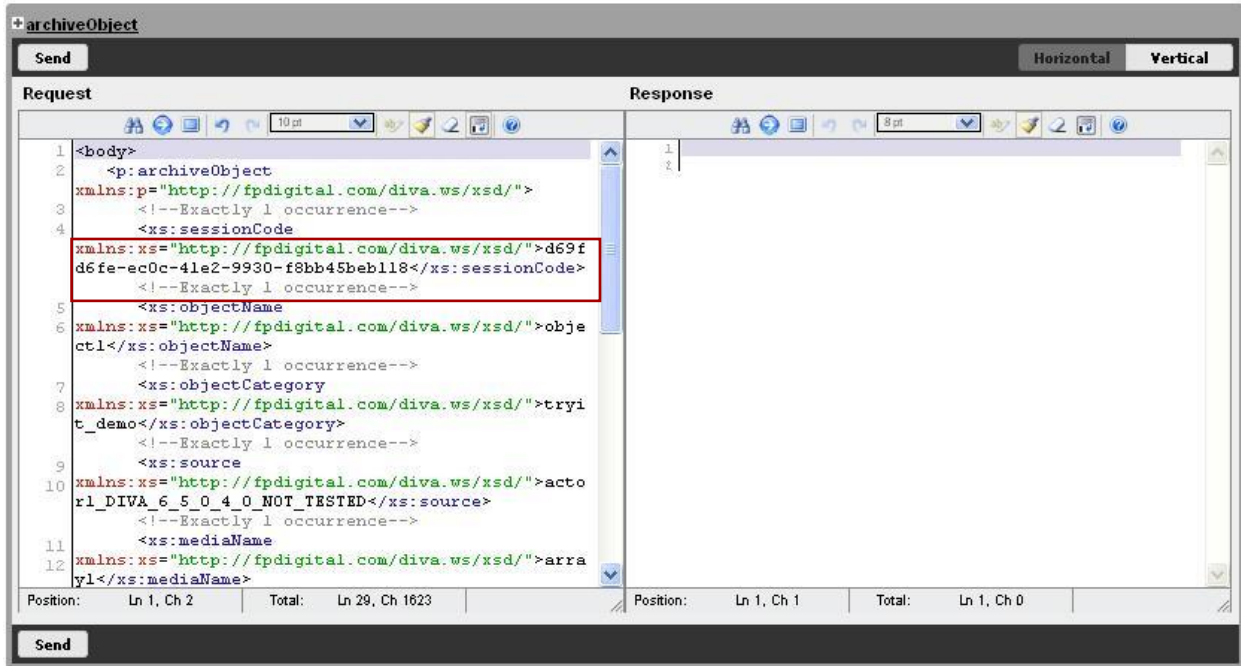 archiveObject
Send
Horizontal Vertical
Request
Response
10 pt
8 pt
1 <body>
2 <p:archiveObject
xmlns:p="http://fpdigital.com/diva.ws/xsd/">
3 <!--Exactly 1 occurrence-->
4 <xs:sessionCode
xmlns:xs="http://fpdigital.com/diva.ws/xsd/">d69f
d6fe-ec0c-41e2-9930-f8bb45beb118</xs:sessionCode>
<!--Exactly 1 occurrence-->
5 <xs:objectName
6 xmlns:xs="http://fpdigital.com/diva.ws/xsd/">obje
ct1</xs:objectName>
<!--Exactly 1 occurrence-->
7 <xs:objectCategory
8 xmlns:xs="http://fpdigital.com/diva.ws/xsd/">tryi
t_demo</xs:objectCategory>
<!--Exactly 1 occurrence-->
9 <xs:source
10 xmlns:xs="http://fpdigital.com/diva.ws/xsd/">acto
r1_DIVA_6_5_0_4_0_NOT_TESTED</xs:source>
<!--Exactly 1 occurrence-->
11 <xs:mediaName
12 xmlns:xs="http://fpdigital.com/diva.ws/xsd/">arra
y1</xs:mediaName>
1
2
Position: Ln 1, Ch 2 Total: Ln 29, Ch 1623
Position: Ln 1, Ch 1 Total: Ln 1, Ch 0
Send